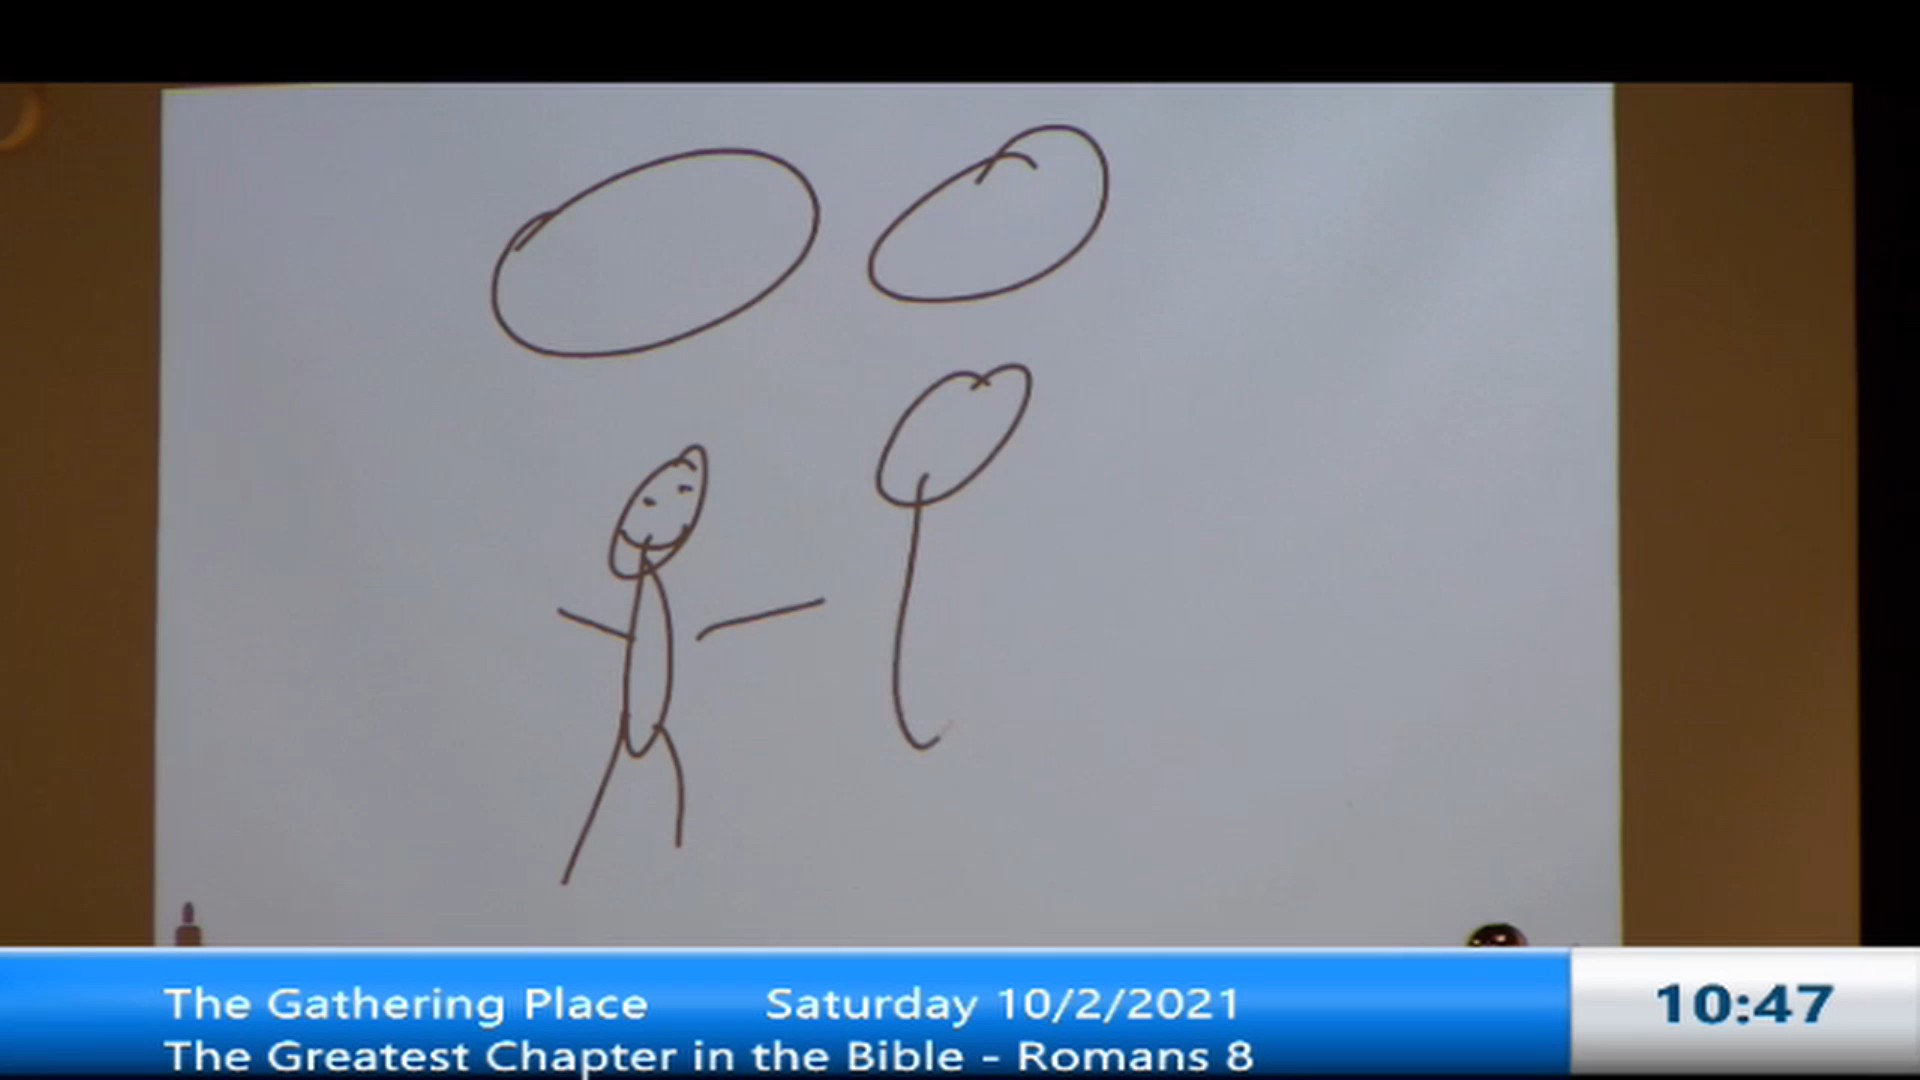 The Gathering Place Saturday 10/2/2021
The Greatest Chapter in the Bible - Romans 8
10:47